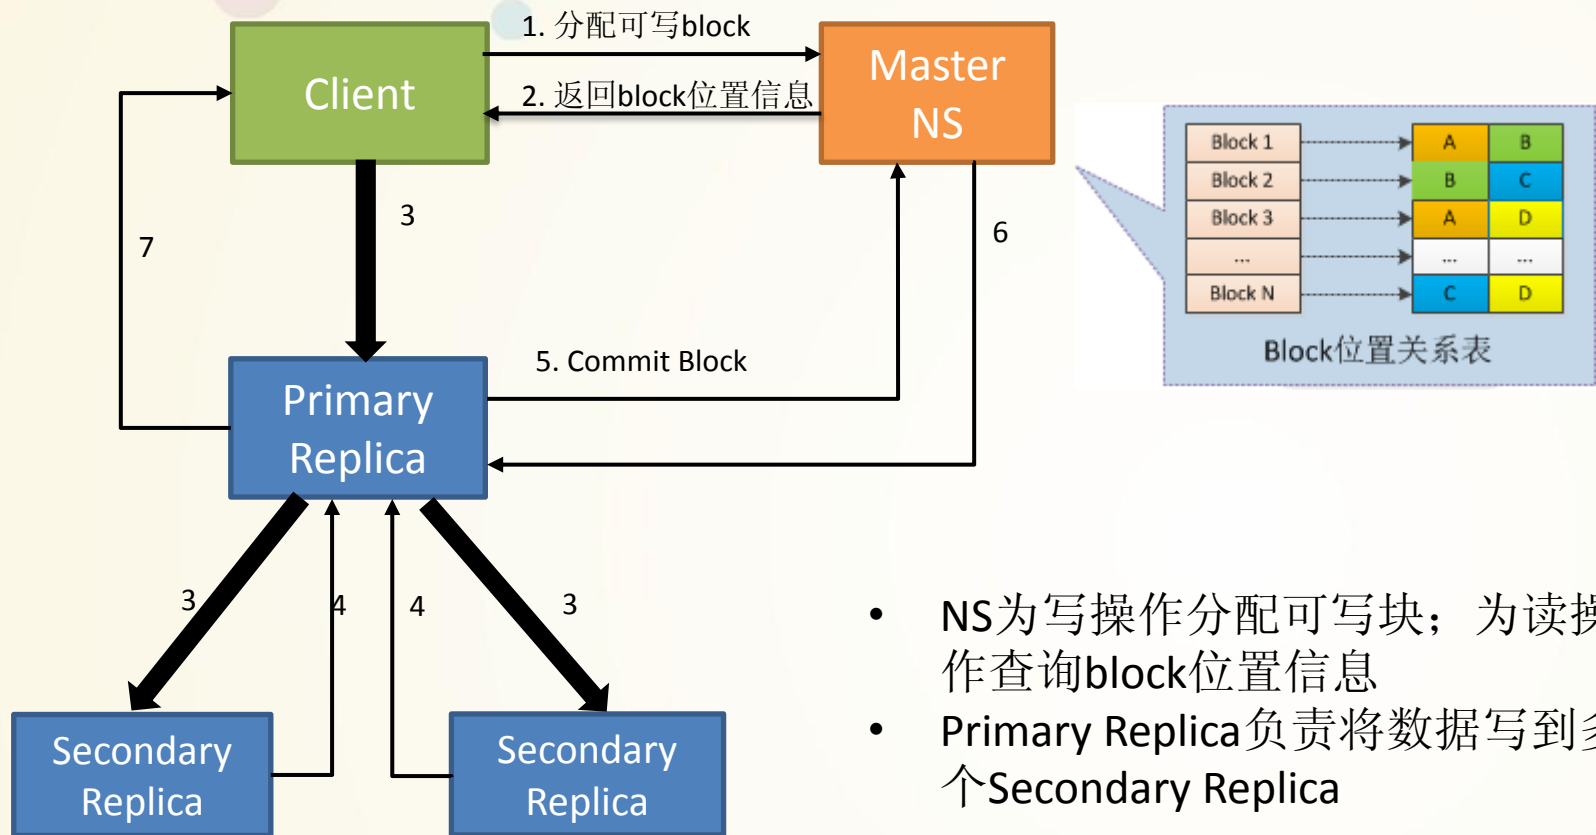 1. 分配可写block
Client
Master
NS
2. 返回block位置信息
Block 1
A
B
Block 2
B
C
Block 3
A
D
...
...
...
Block N
C
D
Block位置关系表
3
7
6
5. Commit Block
Primary
Replica
3
4
4
3
Secondary
Replica
Secondary
Replica
• NS为写操作分配可写块；为读操
作查询block位置信息
• Primary Replica负责将数据写到多
个Secondary Replica